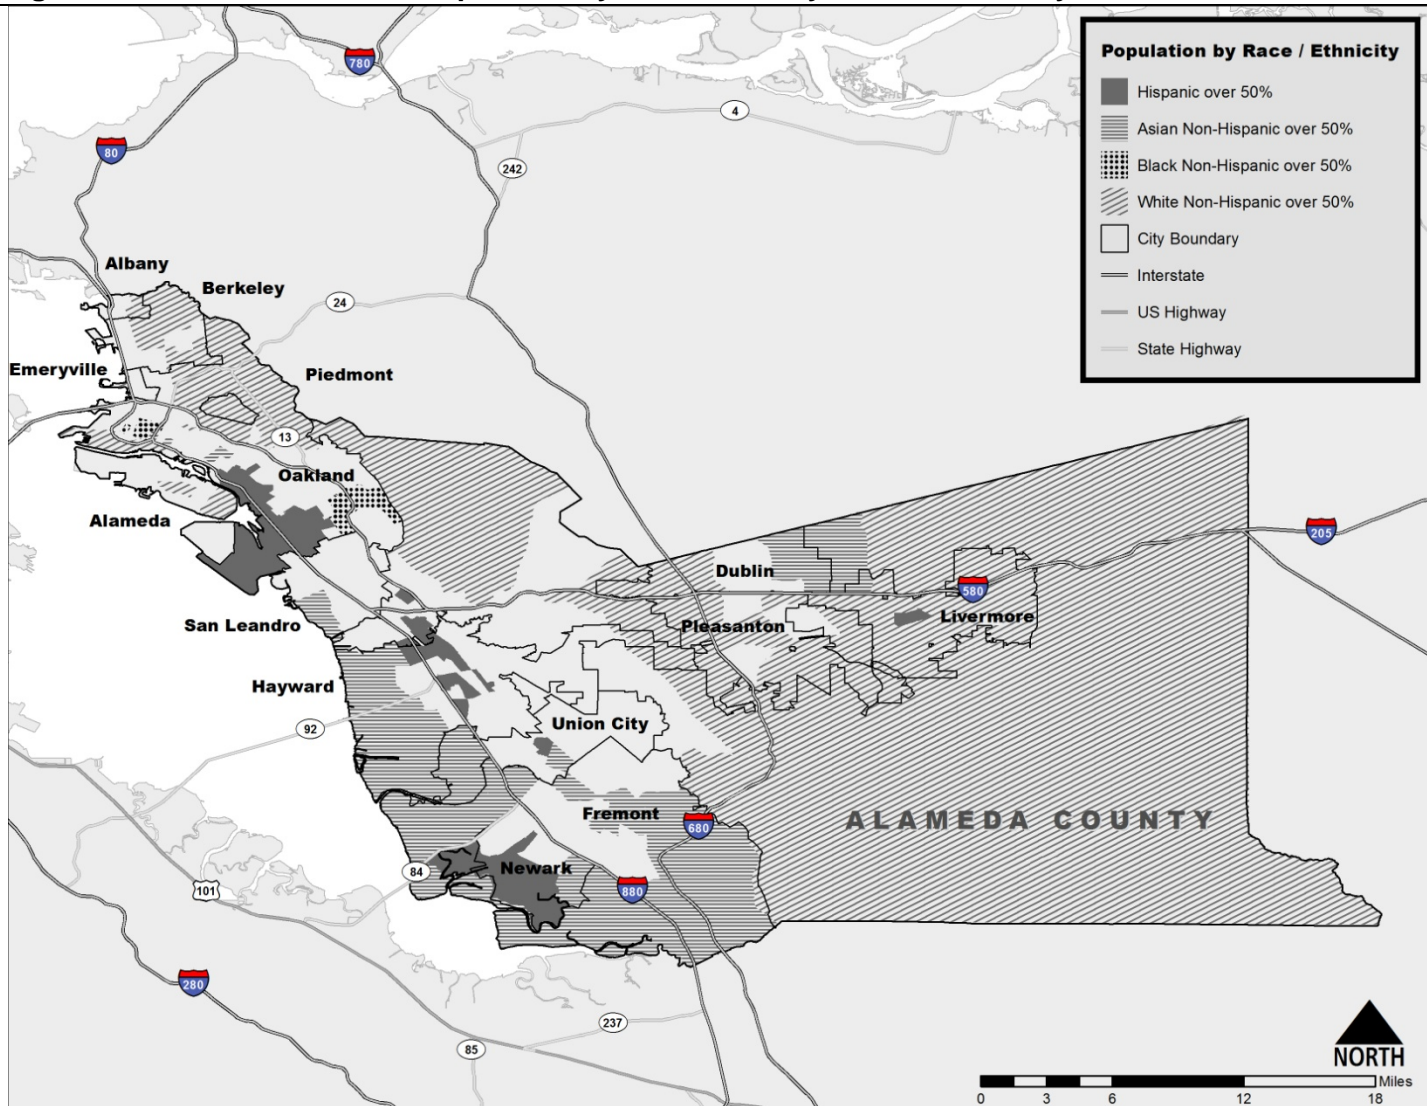 Population by Race / Ethnicity
Hispanic over 50%
Asian Non-Hispanic over 50%
Black Non-Hispanic over 50%
White Non-Hispanic over 50%
City Boundary
Interstate
US Highway
State Highway
780
4
80
242
Albany
Berkeley
24
Emeryville
Piedmont
13
Oakland
Alameda
205
Dublin
580
Livermore
San Leandro
Pleasanton
Hayward
Union City
92
Fremont
680
ALAMEDA COUNTY
84
Newark
101
880
280
237
85
NORTH
Miles
0 3 6 12 18